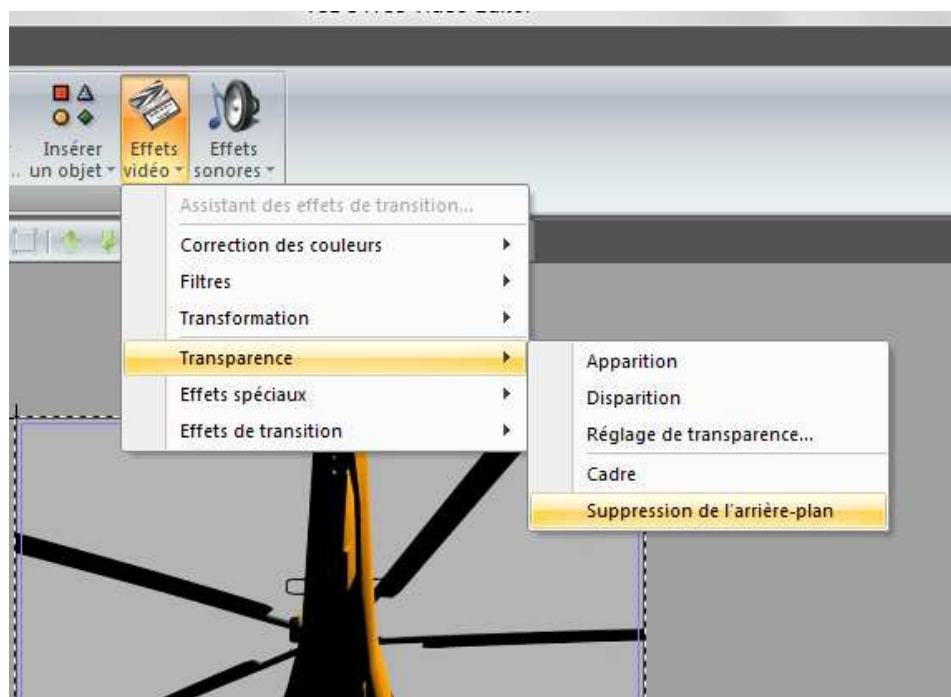 Insérer
un objet
Effets
vidéo
Effets
sonores
Assistant des effets de transition...
Correction des couleurs
Filtres
Transformation
Transparence
Effets spéciaux
Effets de transition
Apparition
Disparition
Réglage de transparence...
Cadre
Suppression de l'arrière-plan